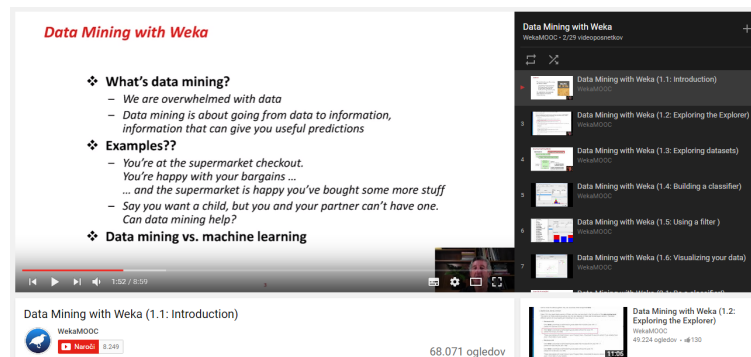 Data Mining with Weka
❖ What's data mining?
– We are overwhelmed with data
– Data mining is about going from data to information,
information that can give you useful predictions
❖ Examples??
– You're at the supermarket checkout.
You're happy with your bargains ...
... and the supermarket is happy you've bought some more stuff
– Say you want a child, but you and your partner can't have one.
Can data mining help?
❖ Data mining vs. machine learning
1:52 / 8:59
Data Mining with Weka (1.1: Introduction)
WekaMOOC
Naroči 8.249
68.071 ogledov
Data Mining with Weka
WekaMOOC - 2/29 videoposnetkov
Data Mining with Weka (1.1: Introduction)
WekaMOOC
3
Data Mining with Weka (1.2: Exploring the Explorer)
WekaMOOC
4
Data Mining with Weka (1.3: Exploring datasets)
WekaMOOC
5
Data Mining with Weka (1.4: Building a classifier)
WekaMOOC
6
Data Mining with Weka (1.5: Using a filter )
WekaMOOC
7
Data Mining with Weka (1.6: Visualizing your data)
WekaMOOC
Data Mining with Weka (1.2:
Exploring the Explorer)
WekaMOOC
49.224 ogledov • 130
11:06